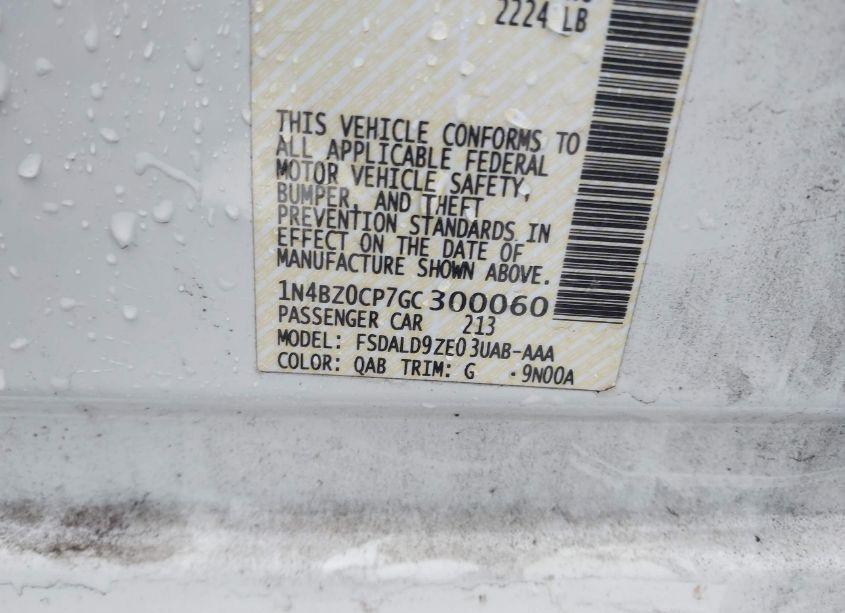 2224 LB
THIS VEHICLE CONFORMS TO
ALL APPLICABLE FEDERAL
MOTOR VEHICLE SAFETY,
BUMPER, AND THEFT
PREVENTION STANDARDS IN
EFFECT ON THE DATE OF
MANUFACTURE SHOWN ABOVE.
1N4BZ0CP7GC300060
PASSENGER CAR 213
MODEL: FSDALD9ZE03UAB-AAA
COLOR: QAB TRIM: G ·9N00A